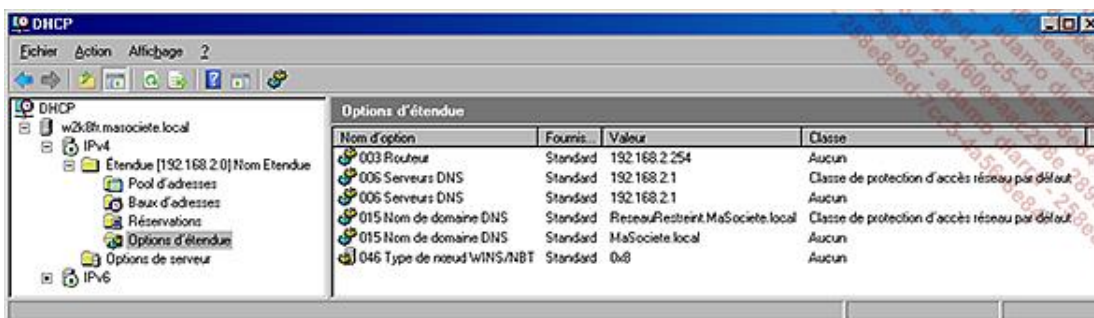 DHCP
Fichier Action Affichage ?
DHCP
w2k8fr.masociete.local
IPv4
Étendue [192.168.2.0] Nom Etendue
Pool d'adresses
Baux d'adresses
Réservations
Options d'étendue
Options de serveur
IPv6
Options d'étendue
Nom d'option Fournis... Valeur Classe
003 Routeur Standard 192.168.2.254 Aucun
006 Serveurs DNS Standard 192.168.2.1 Classe de protection d'accès réseau par défaut
006 Serveurs DNS Standard 192.168.2.1 Aucun
015 Nom de domaine DNS Standard ReseauRestreint.MaSociete.local Classe de protection d'accès réseau par défaut
015 Nom de domaine DNS Standard MaSociete.local Aucun
046 Type de nœud WINS/NBT Standard 0x8 Aucun
adamo diaro